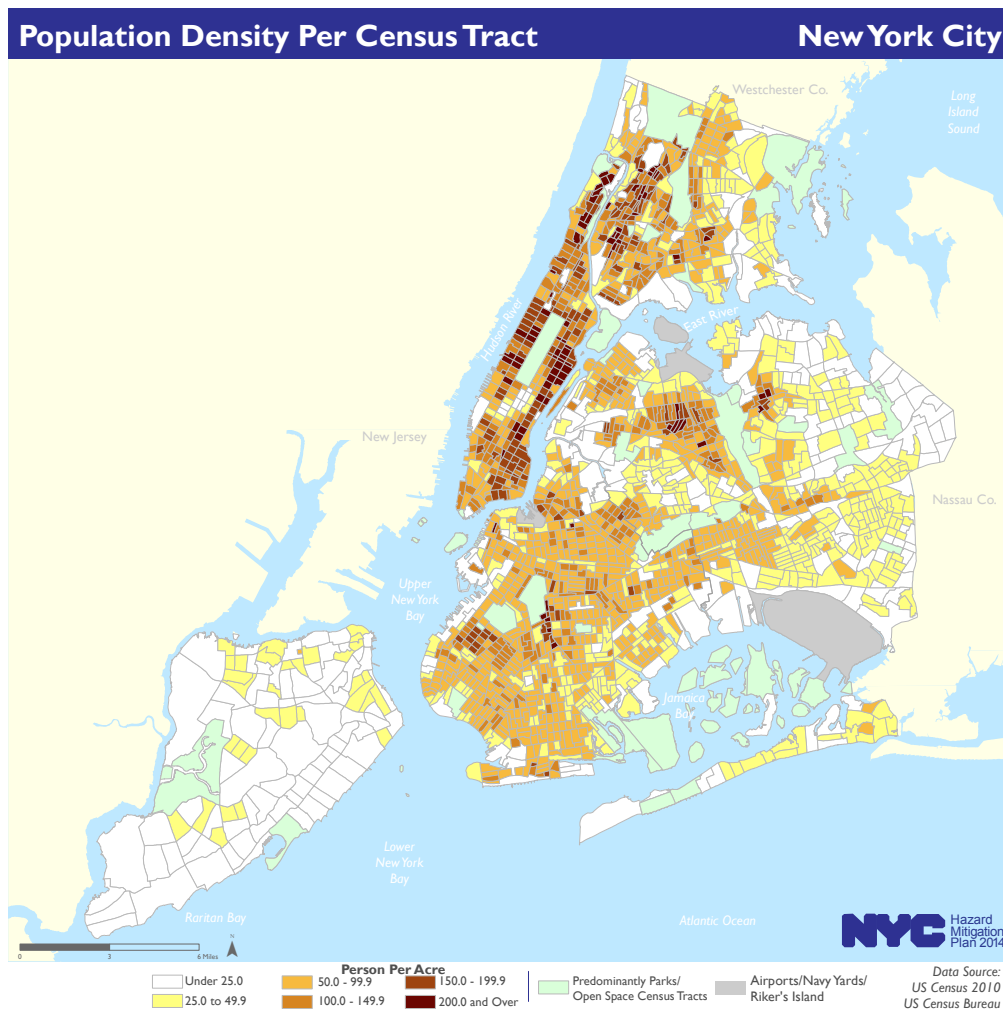 Population Density Per Census Tract
New York City
Westchester Co.
Long
Island
Sound
Hudson River
East River
New Jersey
Nassau Co.
Upper
New York
Bay
Jamaica
Bay
Lower
New York
Bay
Raritan Bay
Atlantic Ocean
NYC
Hazard
Mitigation
Plan 2014
N
0 3 6 Miles
Person Per Acre
Under 25.0
25.0 to 49.9
50.0 - 99.9
100.0 - 149.9
150.0 - 199.9
200.0 and Over
Predominantly Parks/
Open Space Census Tracts
Airports/Navy Yards/
Riker's Island
Data Source:
US Census 2010
US Census Bureau